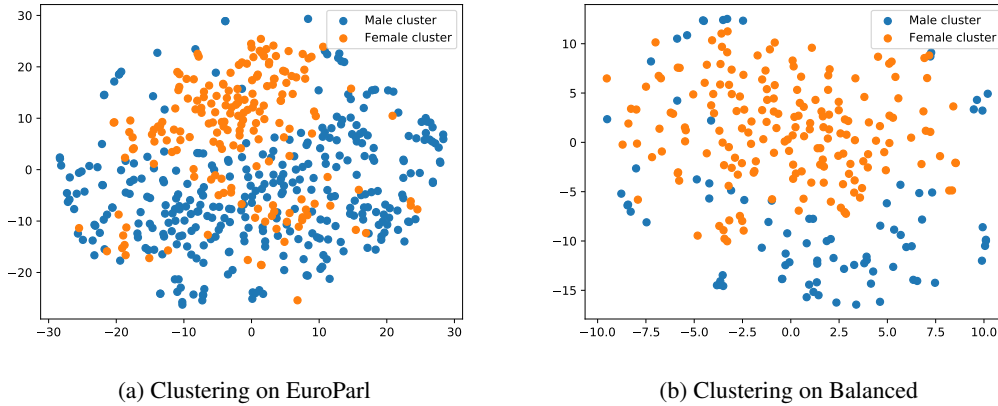 Male cluster
Female cluster
30
20
10
0
−10
−20
−30 −20 −10 0 10 20 30
(a) Clustering on EuroParl
Male cluster
Female cluster
10
5
0
−5
−10
−15
−10.0 −7.5 −5.0 −2.5 0.0 2.5 5.0 7.5 10.0
(b) Clustering on Balanced